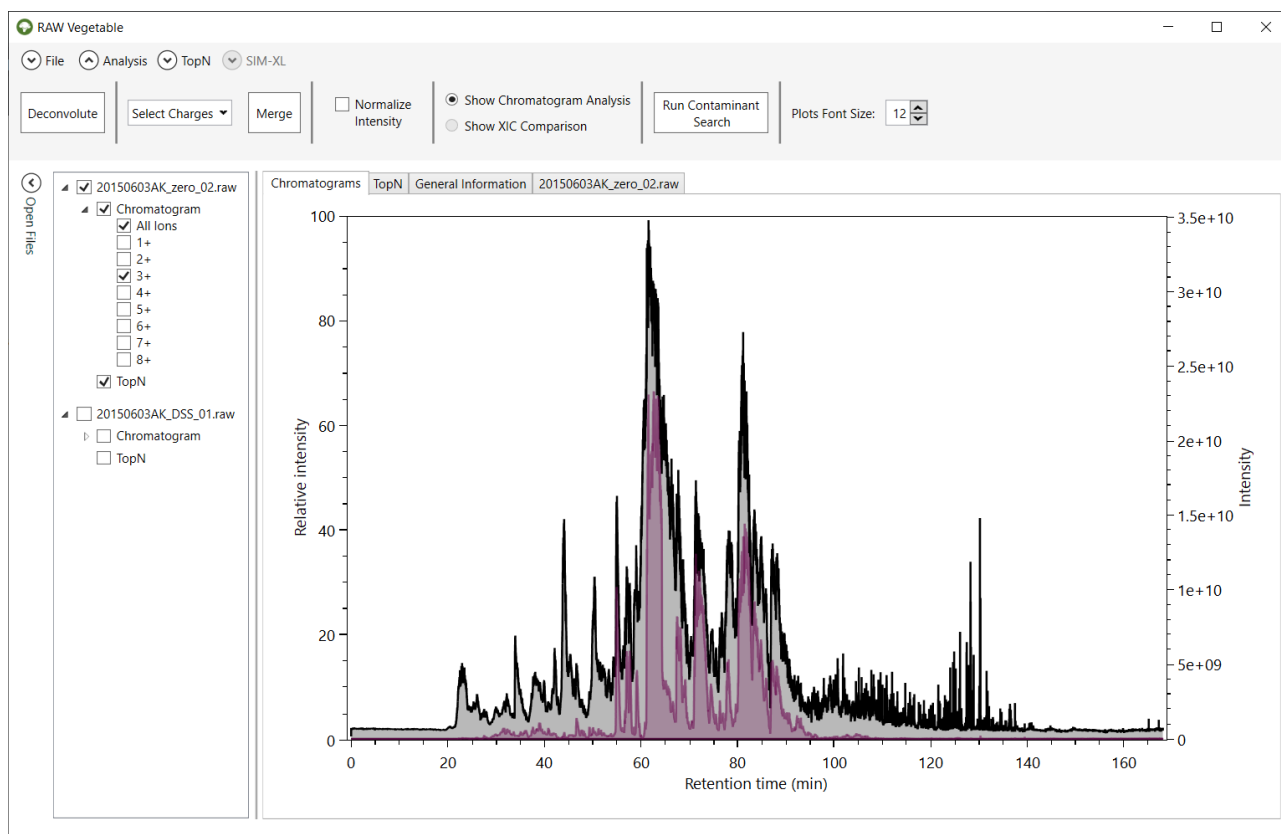 RAW Vegetable
File Analysis TopN SIM-XL
Deconvolute
Select Charges
Merge
Normalize
Intensity
Show Chromatogram Analysis
Show XIC Comparison
Run Contaminant
Search
Plots Font Size: 12
Open Files
20150603AK_zero_02.raw
Chromatogram
All Ions
1+
2+
3+
4+
5+
6+
7+
8+
TopN
20150603AK_DSS_01.raw
Chromatogram
TopN
Chromatograms TopN General Information 20150603AK_zero_02.raw
Relative intensity
100
80
60
40
20
0
0 20 40 60 80 100 120 140 160
Retention time (min)
3.5e+10
3e+10
2.5e+10
2e+10
1.5e+10
1e+10
5e+09
0
Intensity